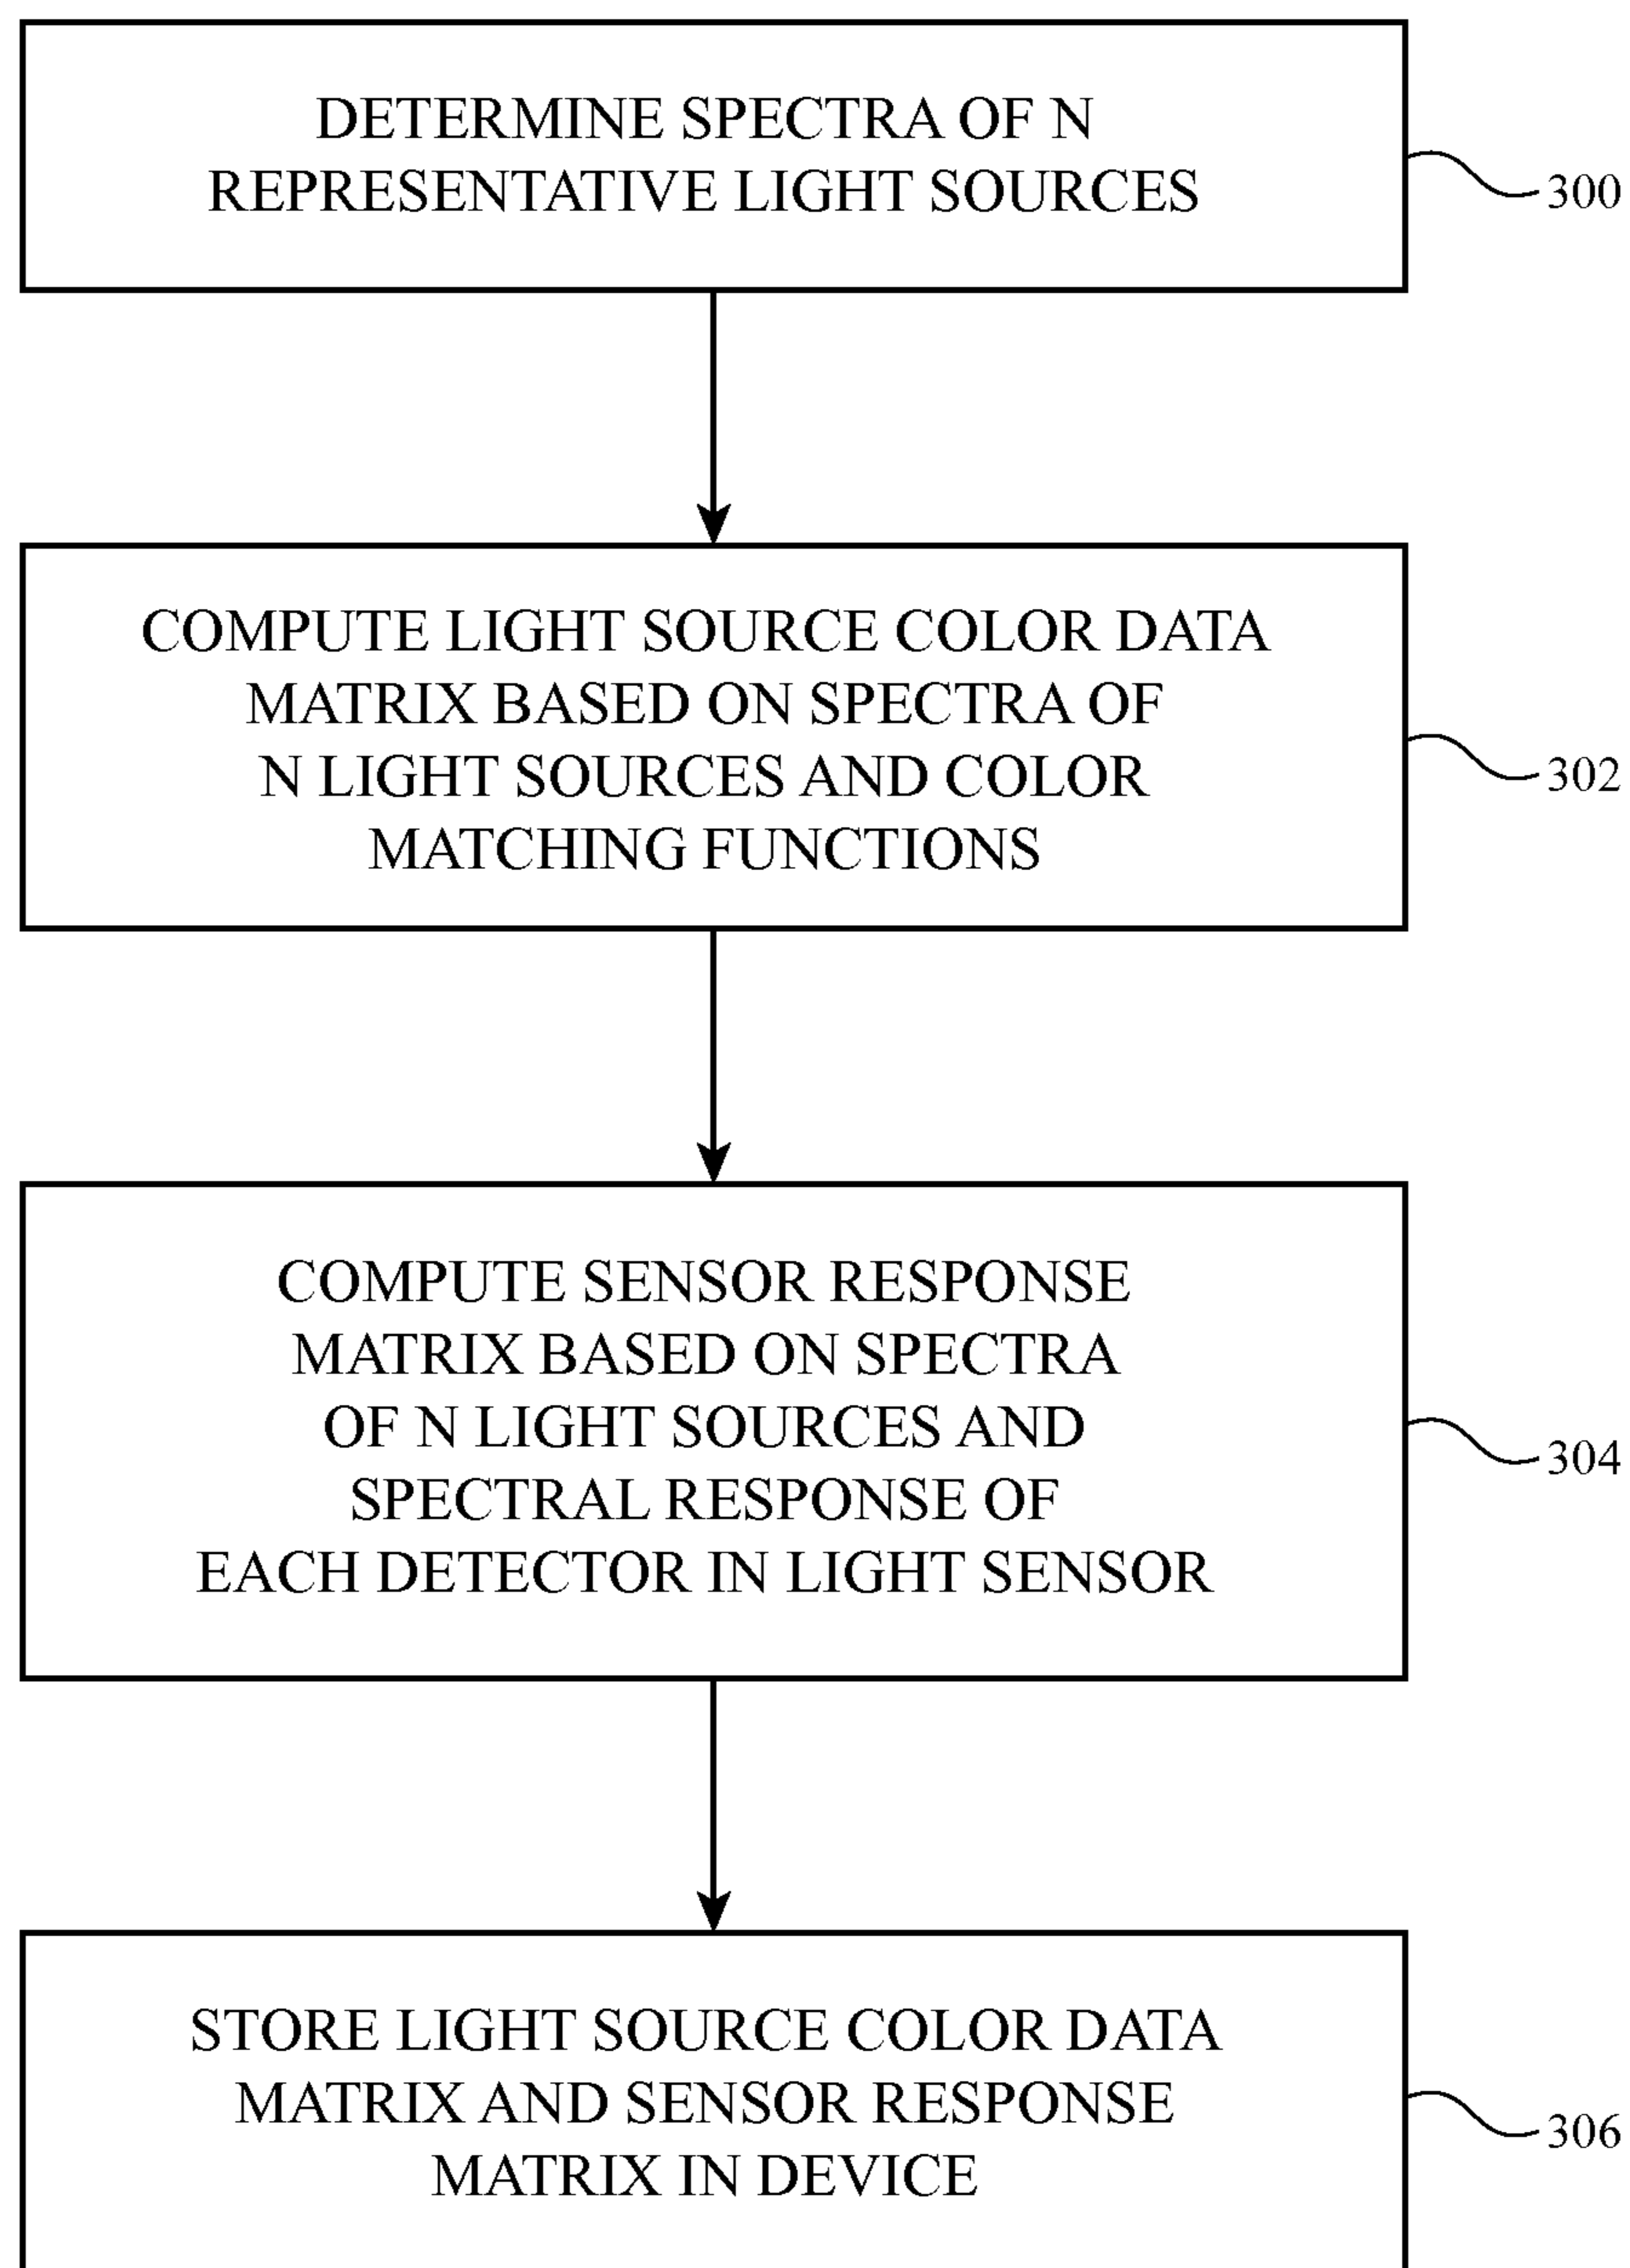 DETERMINE SPECTRA OF N
REPRESENTATIVE LIGHT SOURCES
300
COMPUTE LIGHT SOURCE COLOR DATA
MATRIX BASED ON SPECTRA OF
N LIGHT SOURCES AND COLOR
MATCHING FUNCTIONS
302
COMPUTE SENSOR RESPONSE
MATRIX BASED ON SPECTRA
OF N LIGHT SOURCES AND
SPECTRAL RESPONSE OF
EACH DETECTOR IN LIGHT SENSOR
304
STORE LIGHT SOURCE COLOR DATA
MATRIX AND SENSOR RESPONSE
MATRIX IN DEVICE
306